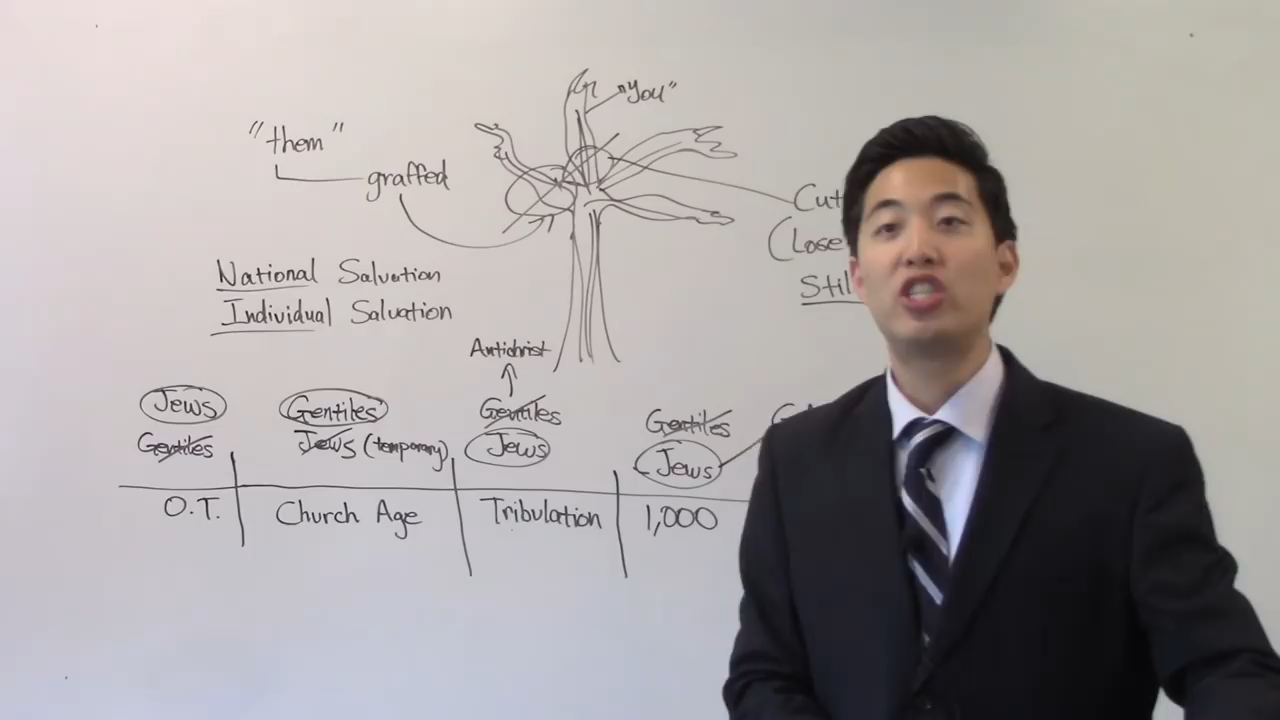 "You"
"them"
graffed
Cut
(Lose
National Salvation
Stil
Individual Salvation
Antichrist
Jews
Gentiles
Gentiles
Gentiles
Gentiles
Jews (temporary)
Jews
Jews
O.T.
Church Age
Tribulation
1,000